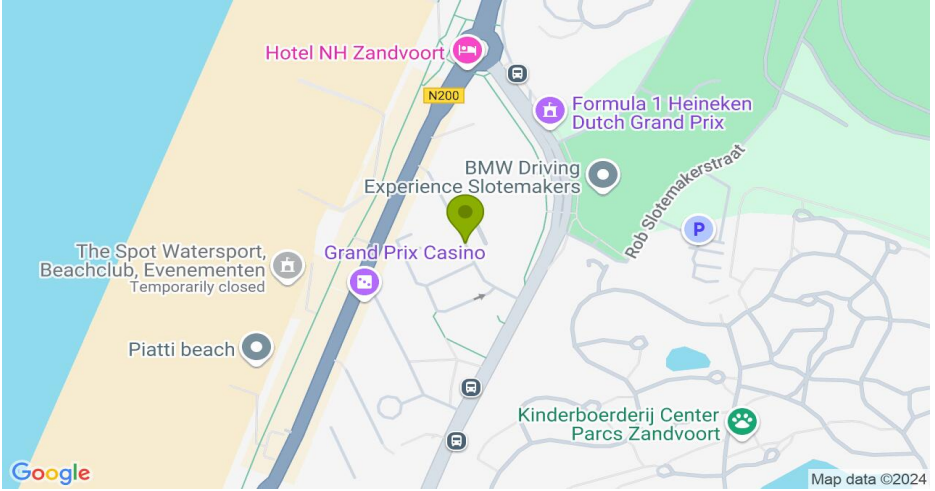 Hotel NH Zandvoort
N200
Formula 1 Heineken
Dutch Grand Prix
BMW Driving
Experience Slotemakers
Rob Slotemakerstraat
P
The Spot Watersport,
Beachclub, Evenementen
Temporarily closed
Grand Prix Casino
Piatti beach
Kinderboerderij Center
Parcs Zandvoort
Google
Map data ©2024